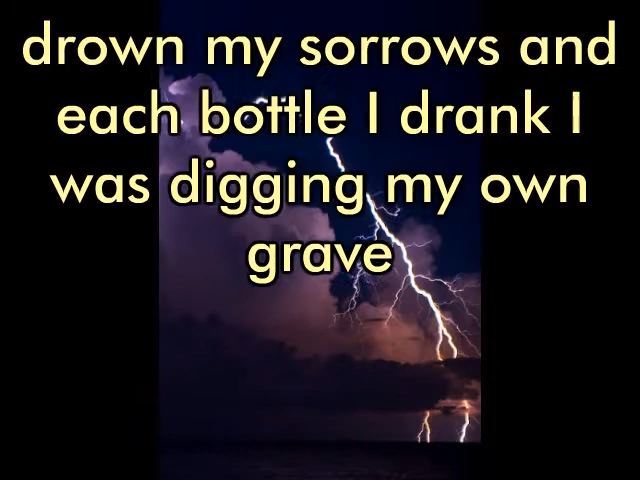 drown my sorrows and
each bottle I drank I
was digging my own
grave